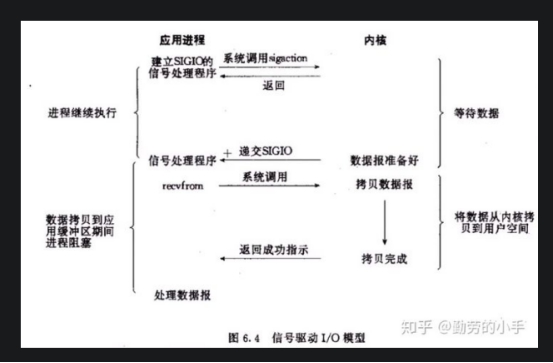 应用进程
内核
建立SIGIO的
信号处理程序
系统调用sigaction
返回
进程继续执行
等待数据
信号处理程序
递交SIGIO
数据报准备好
recvfrom
系统调用
拷贝数据报
数据拷贝到应
用缓冲区期间
进程阻塞
将数据从内核拷
贝到用户空间
返回成功指示
拷贝完成
处理数据报
图 6.4 信号驱动 I/O 模型
知乎 @勤劳的小手